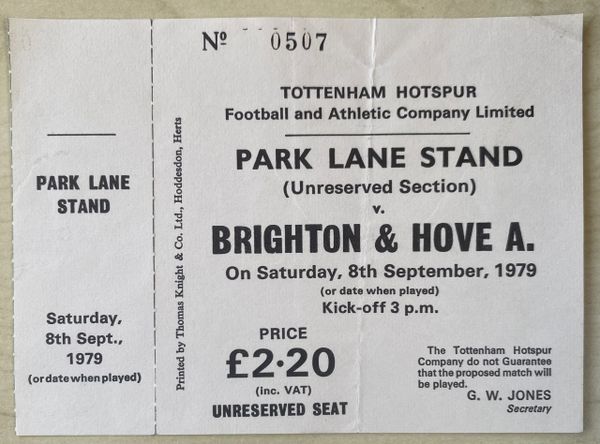 Nº 0507
TOTTENHAM HOTSPUR
Football and Athletic Company Limited
PARK LANE STAND
(Unreserved Section)
v.
BRIGHTON & HOVE A.
On Saturday, 8th September, 1979
(or date when played)
Kick-off 3 p.m.
PRICE
£2·20
(inc. VAT)
UNRESERVED SEAT
The Tottenham Hotspur
Company do not Guarantee
that the proposed match will
be played.
G. W. JONES
Secretary
Printed by Thomas Knight & Co. Ltd., Hoddesdon, Herts
PARK LANE
STAND
Saturday,
8th Sept.,
1979
(or date when played)